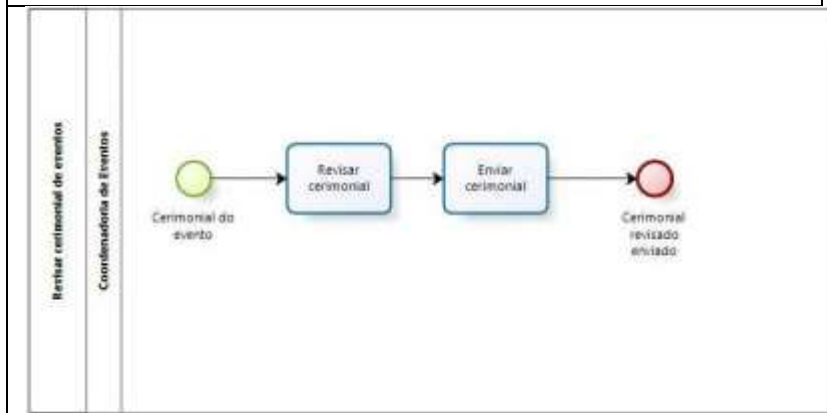 Revisar cerimonial de eventos
Coordenadoria de Eventos
Cerimonial do
evento
Revisar
cerimonial
Enviar
cerimonial
Cerimonial
revisado
enviado